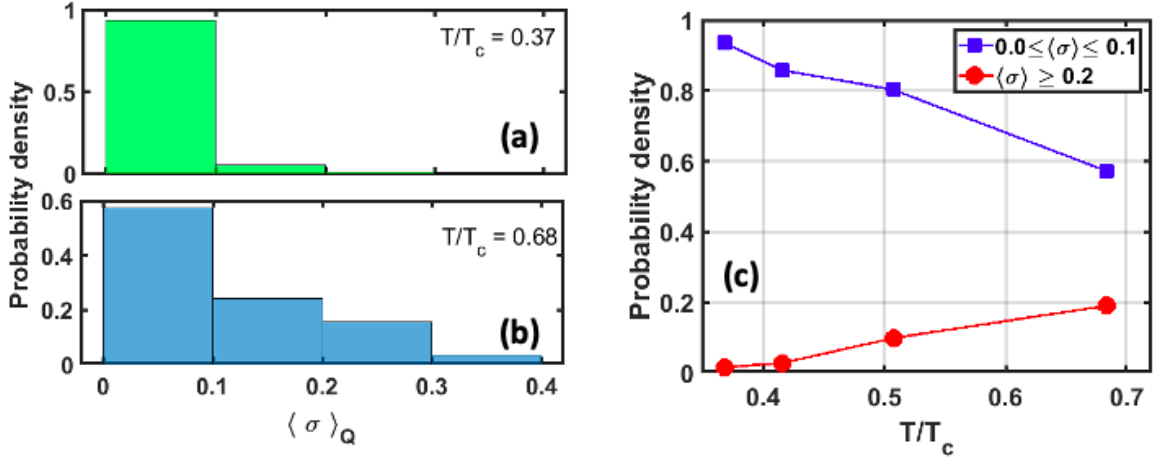 Probability density
1
0.5
0
T/T_c = 0.37
(a)
0.6
0.4
0.2
0
T/T_c = 0.68
(b)
0
0.1
0.2
0.3
0.4
⟨ σ ⟩_Q
Probability density
1
0.8
0.6
0.4
0.2
0
0.0≤⟨σ⟩≤ 0.1
⟨σ⟩ ≥ 0.2
(c)
0.4
0.5
0.6
0.7
T/T_c